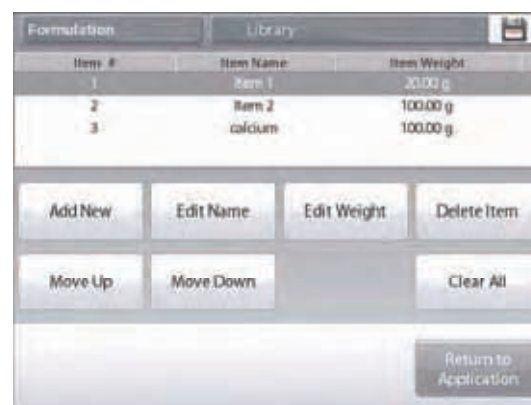 Formulation Library
Item # Item Name Item Weight
1 Item 1 20.00 g
2 Item 2 100.00 g
3 calcium 100.00 g
Add New Edit Name Edit Weight Delete Item
Move Up Move Down Clear All
Return to
Application